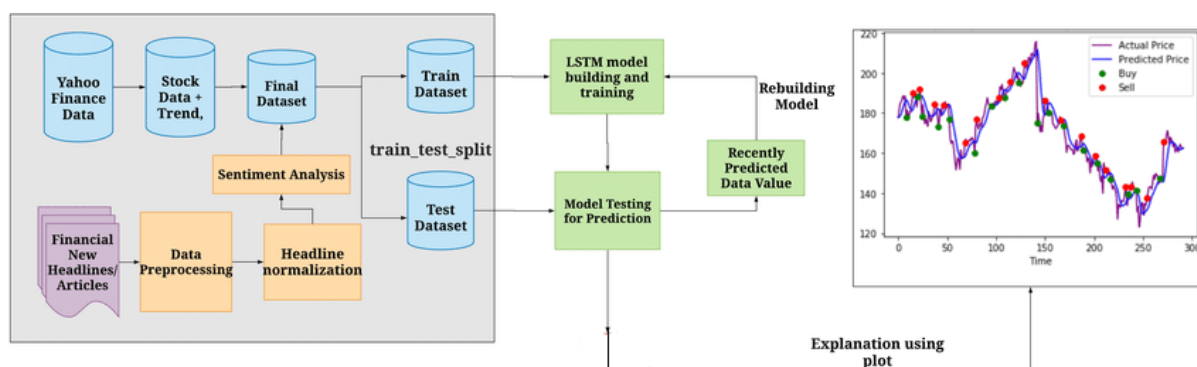 Yahoo
Finance
Data
Stock
Data +
Trend,
Final
Dataset
Train
Dataset
train_test_split
Sentiment Analysis
Test
Dataset
Financial
New
Headlines/
Articles
Data
Preprocessing
Headline
normalization
LSTM model
building and
training
Rebuilding
Model
Recently
Predicted
Data Value
Model Testing
for Prediction
220
200
180
160
140
120
0
50
100
150
200
250
300
Time
Actual Price
Predicted Price
Buy
Sell
Explanation using
plot